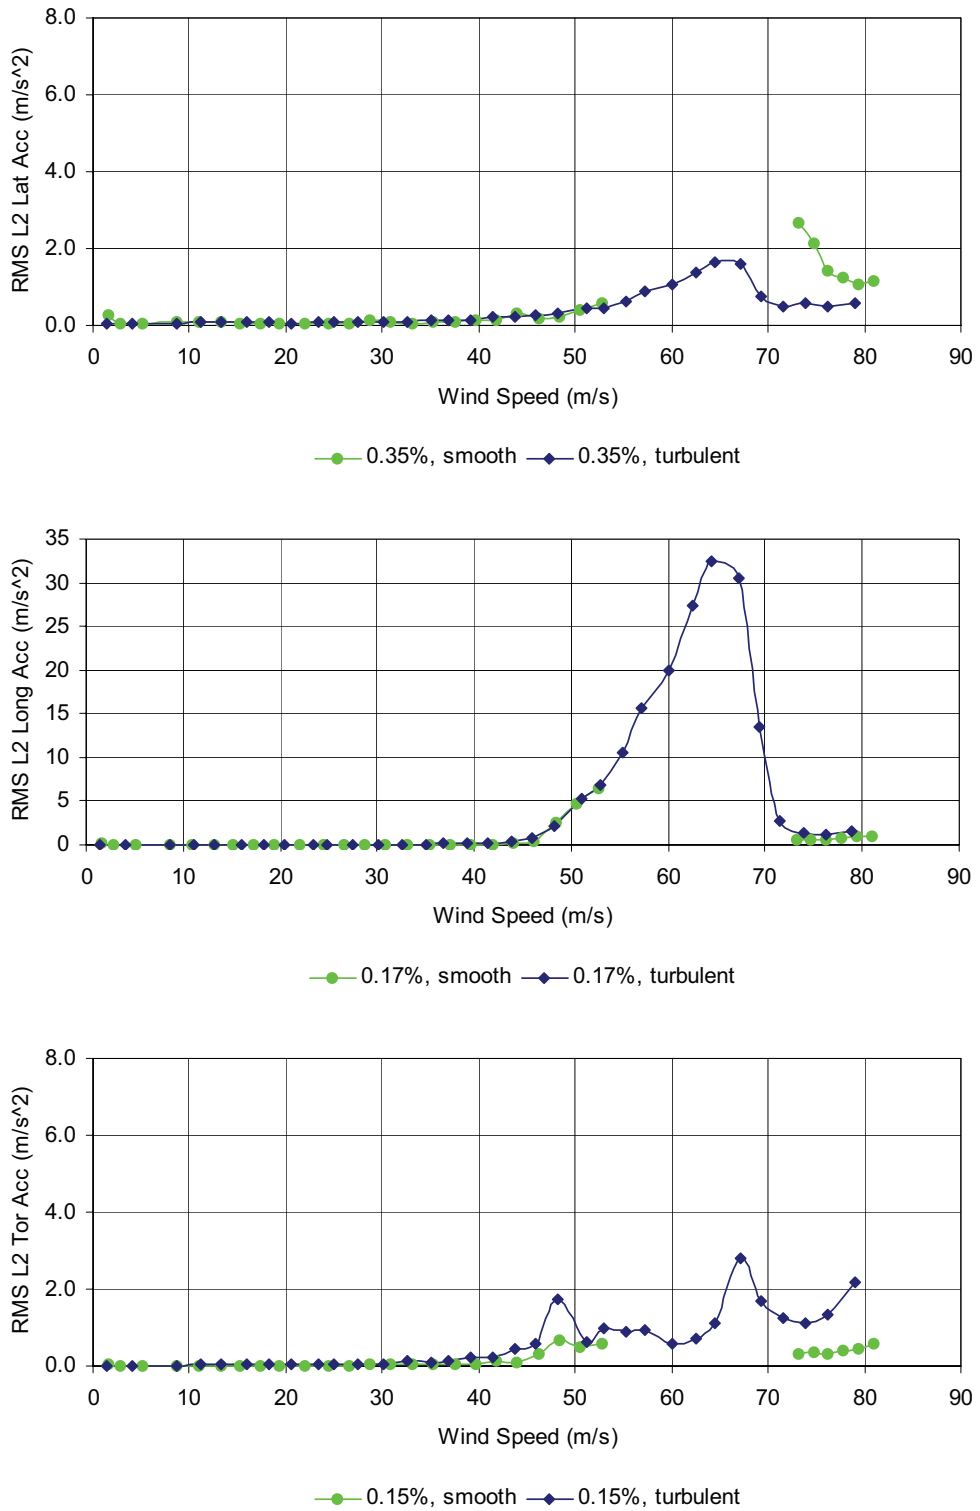 RMS L2 Lat Acc (m/s^2)
8.0
6.0
4.0
2.0
0.0
0 10 20 30 40 50 60 70 80 90
Wind Speed (m/s)
0.35%, smooth 0.35%, turbulent
RMS L2 Long Acc (m/s^2)
35
30
25
20
15
10
5
0
0 10 20 30 40 50 60 70 80 90
Wind Speed (m/s)
0.17%, smooth 0.17%, turbulent
RMS L2 Tor Acc (m/s^2)
8.0
6.0
4.0
2.0
0.0
0 10 20 30 40 50 60 70 80 90
Wind Speed (m/s)
0.15%, smooth 0.15%, turbulent